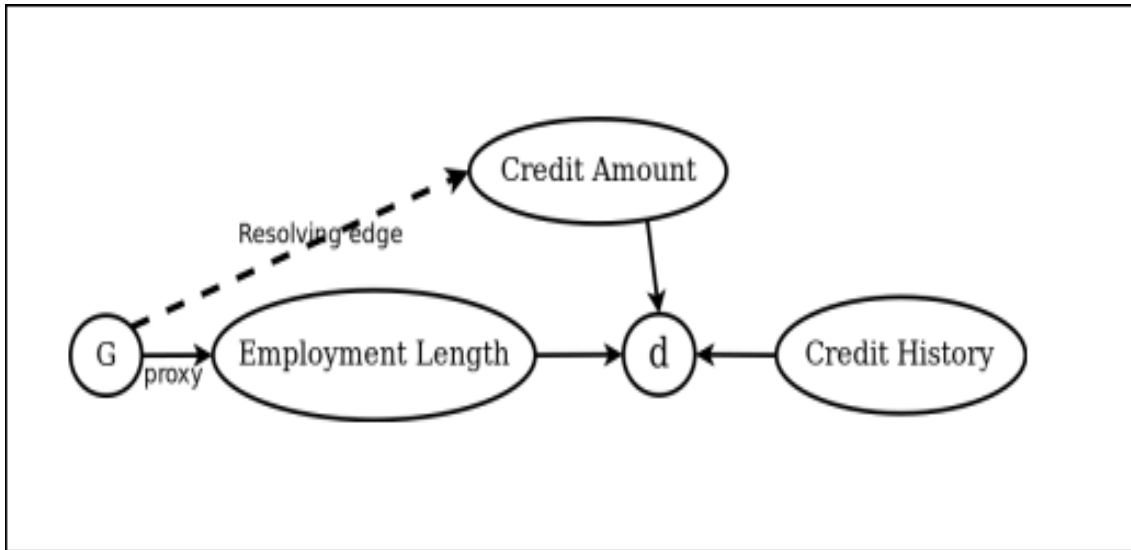 Credit Amount
Resolving edge
G
proxy
Employment Length
d
Credit History